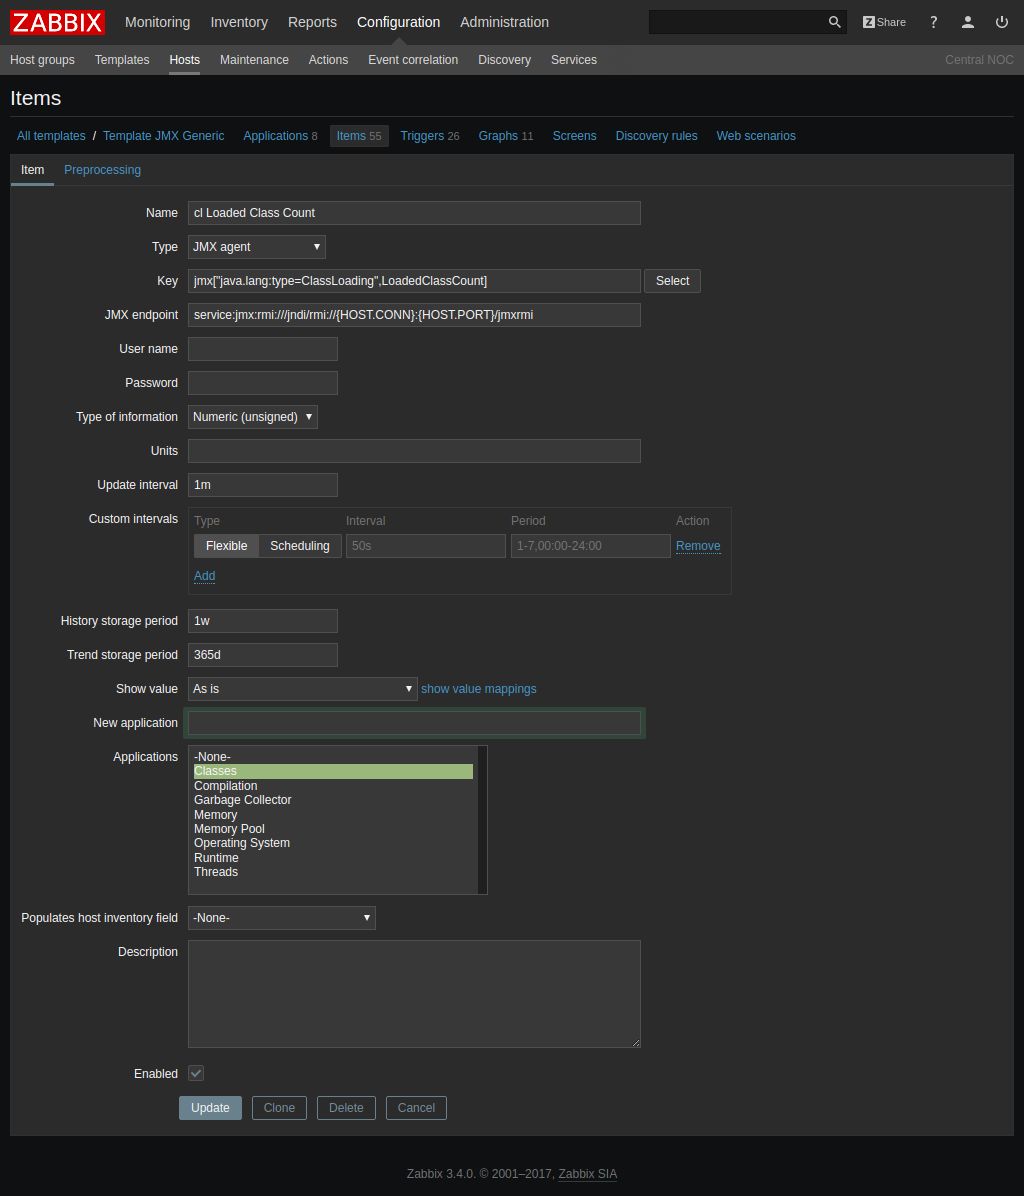 ZABBIX Monitoring Inventory Reports Configuration Administration Z Share ?
Host groups Templates Hosts Maintenance Actions Event correlation Discovery Services Central NOC
Items
All templates / Template JMX Generic Applications 8 Items 55 Triggers 26 Graphs 11 Screens Discovery rules Web scenarios
Item Preprocessing
Name cl Loaded Class Count
Type JMX agent
Key jmx["java.lang:type=ClassLoading",LoadedClassCount] Select
JMX endpoint service:jmx:rmi:///jndi/rmi://{HOST.CONN}:{HOST.PORT}/jmxrmi
User name
Password
Type of information Numeric (unsigned)
Units
Update interval 1m
Custom intervals Type Interval Period Action
Flexible Scheduling 50s 1-7,00:00-24:00 Remove
Add
History storage period 1w
Trend storage period 365d
Show value As is show value mappings
New application
Applications -None-
Classes
Compilation
Garbage Collector
Memory
Memory Pool
Operating System
Runtime
Threads
Populates host inventory field -None-
Description
Enabled
Update Clone Delete Cancel
Zabbix 3.4.0. © 2001–2017, Zabbix SIA